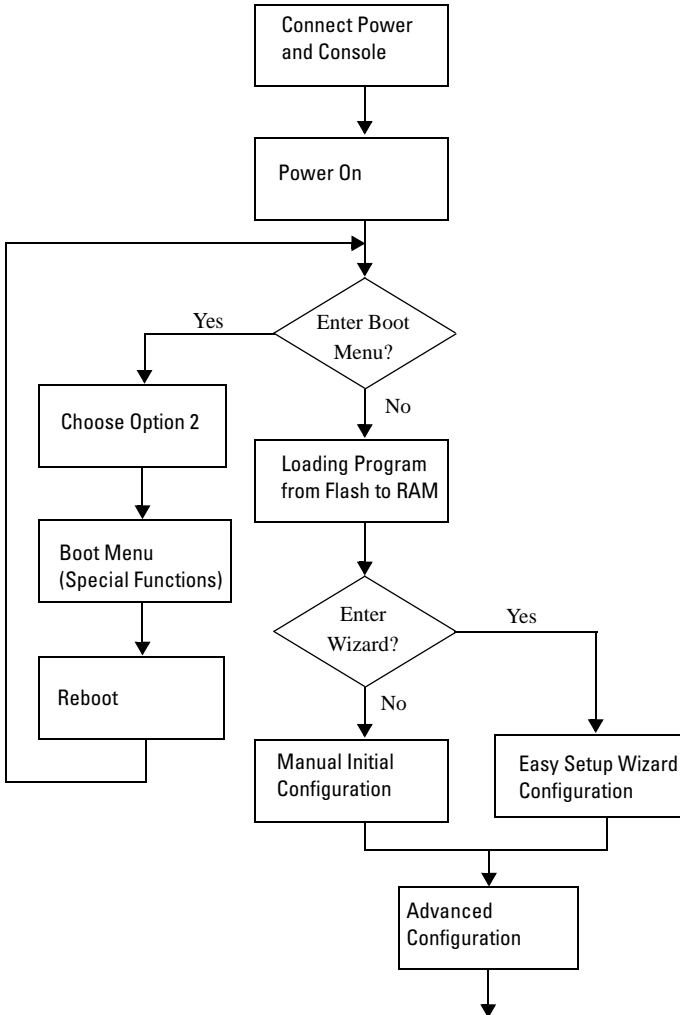 Connect Power
and Console
Power On
Enter Boot
Menu?
Yes
No
Choose Option 2
Loading Program
from Flash to RAM
Boot Menu
(Special Functions)
Enter
Wizard?
Yes
No
Reboot
Manual Initial
Configuration
Easy Setup Wizard
Configuration
Advanced
Configuration